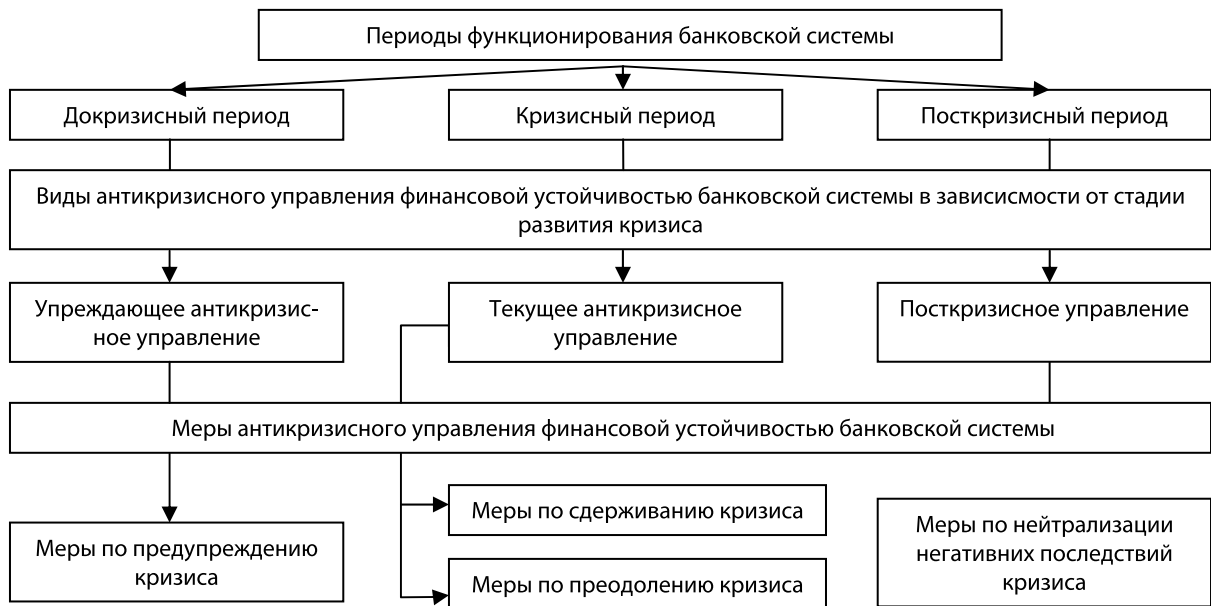 Периоды функционирования банковской системы
Докризисный период
Кризисный период
Посткризисный период
Виды антикризисного управления финансовой устойчивостью банковской системы в зависисмости от стадии
развития кризиса
Упреждающее антикризис-
ное управление
Текущее антикризисное
управление
Посткризисное управление
Меры антикризисного управления финансовой устойчивостью банковской системы
Меры по предупреждению
кризиса
Меры по сдерживанию кризиса
Меры по преодолению кризиса
Меры по нейтрализации
негативних последствий
кризиса